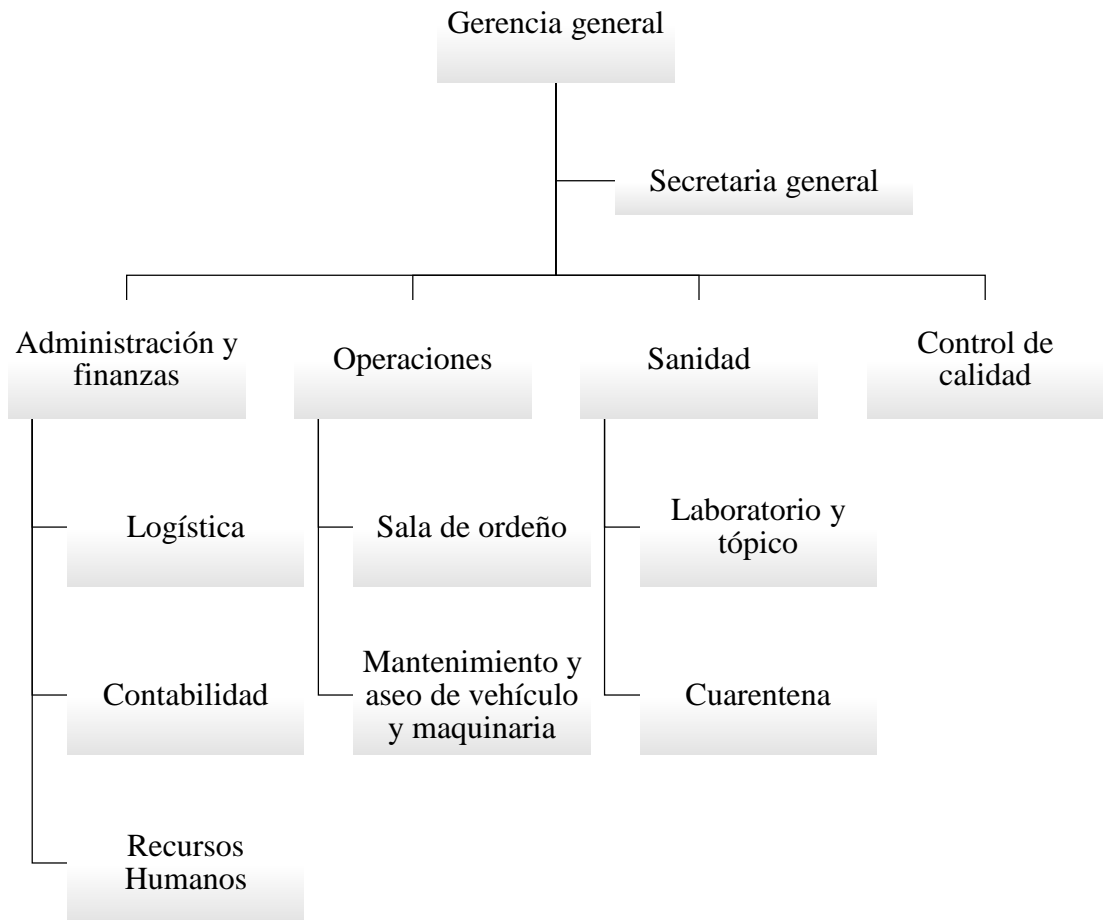 Gerencia general
Secretaria general
Administración y
finanzas
Operaciones
Sanidad
Control de
calidad
Logística
Sala de ordeño
Laboratorio y
tópico
Contabilidad
Mantenimiento y
aseo de vehículo
y maquinaria
Cuarentena
Recursos
Humanos